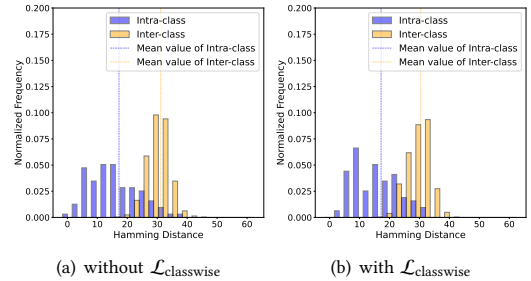 0.200
0.175
0.150
0.125
0.100
0.075
0.050
0.025
0.000
Normalized Frequency
Intra-class
Inter-class
Mean value of Intra-class
Mean value of Inter-class
0 10 20 30 40 50 60
Hamming Distance
(a) without ℒclasswise
0.200
0.175
0.150
0.125
0.100
0.075
0.050
0.025
0.000
Normalized Frequency
Intra-class
Inter-class
Mean value of Intra-class
Mean value of Inter-class
0 10 20 30 40 50 60
Hamming Distance
(b) with ℒclasswise